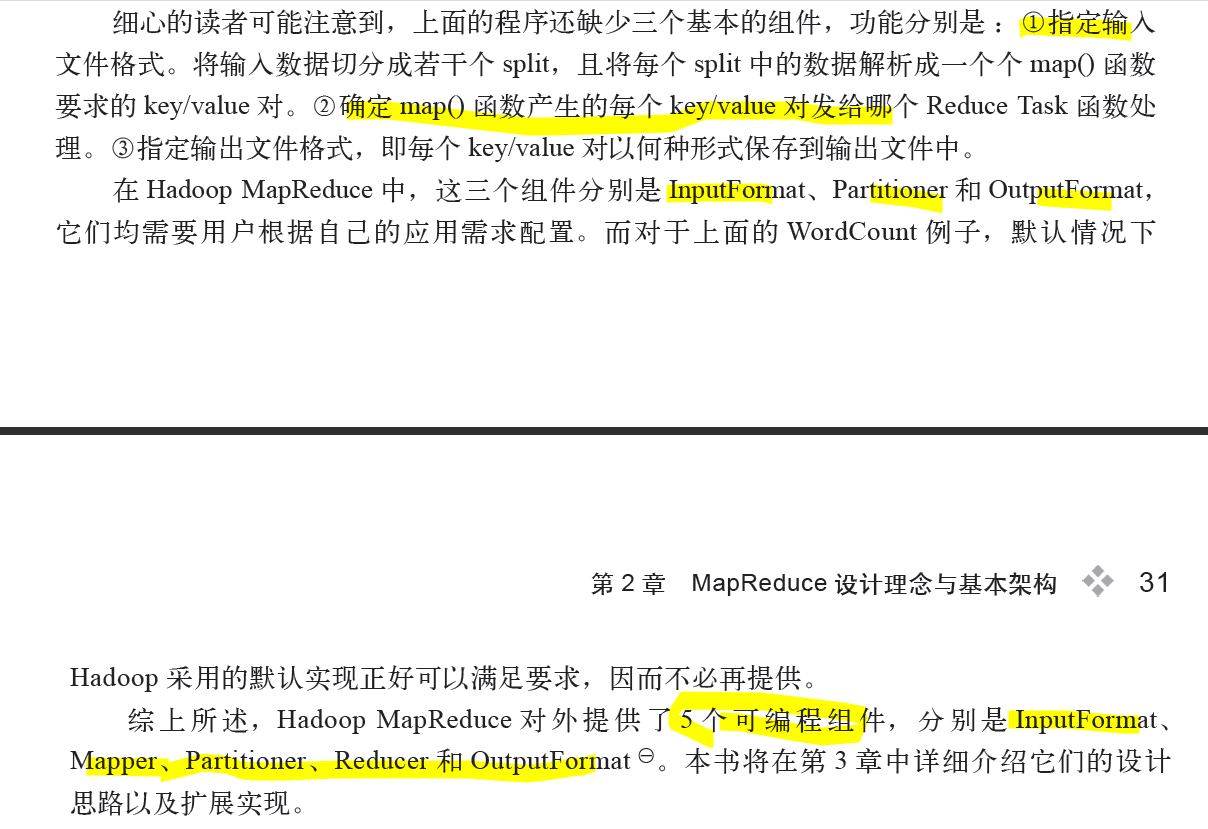 细心的读者可能注意到，上面的程序还缺少三个基本的组件，功能分别是：①指定输入
文件格式。将输入数据切分成若干个 split，且将每个 split 中的数据解析成一个个 map() 函数
要求的 key/value 对。②确定 map() 函数产生的每个 key/value 对发给哪个 Reduce Task 函数处
理。③指定输出文件格式，即每个 key/value 对以何种形式保存到输出文件中。
在 Hadoop MapReduce 中，这三个组件分别是 InputFormat、Partitioner 和 OutputFormat，
它们均需要用户根据自己的应用需求配置。而对于上面的 WordCount 例子，默认情况下
第 2 章 MapReduce 设计理念与基本架构 31
Hadoop 采用的默认实现正好可以满足要求，因而不必再提供。
综上所述，Hadoop MapReduce 对外提供了 5 个可编程组件，分别是 InputFormat、
Mapper、Partitioner、Reducer 和 OutputFormat ㊀。本书将在第 3 章中详细介绍它们的设计
思路以及扩展实现。